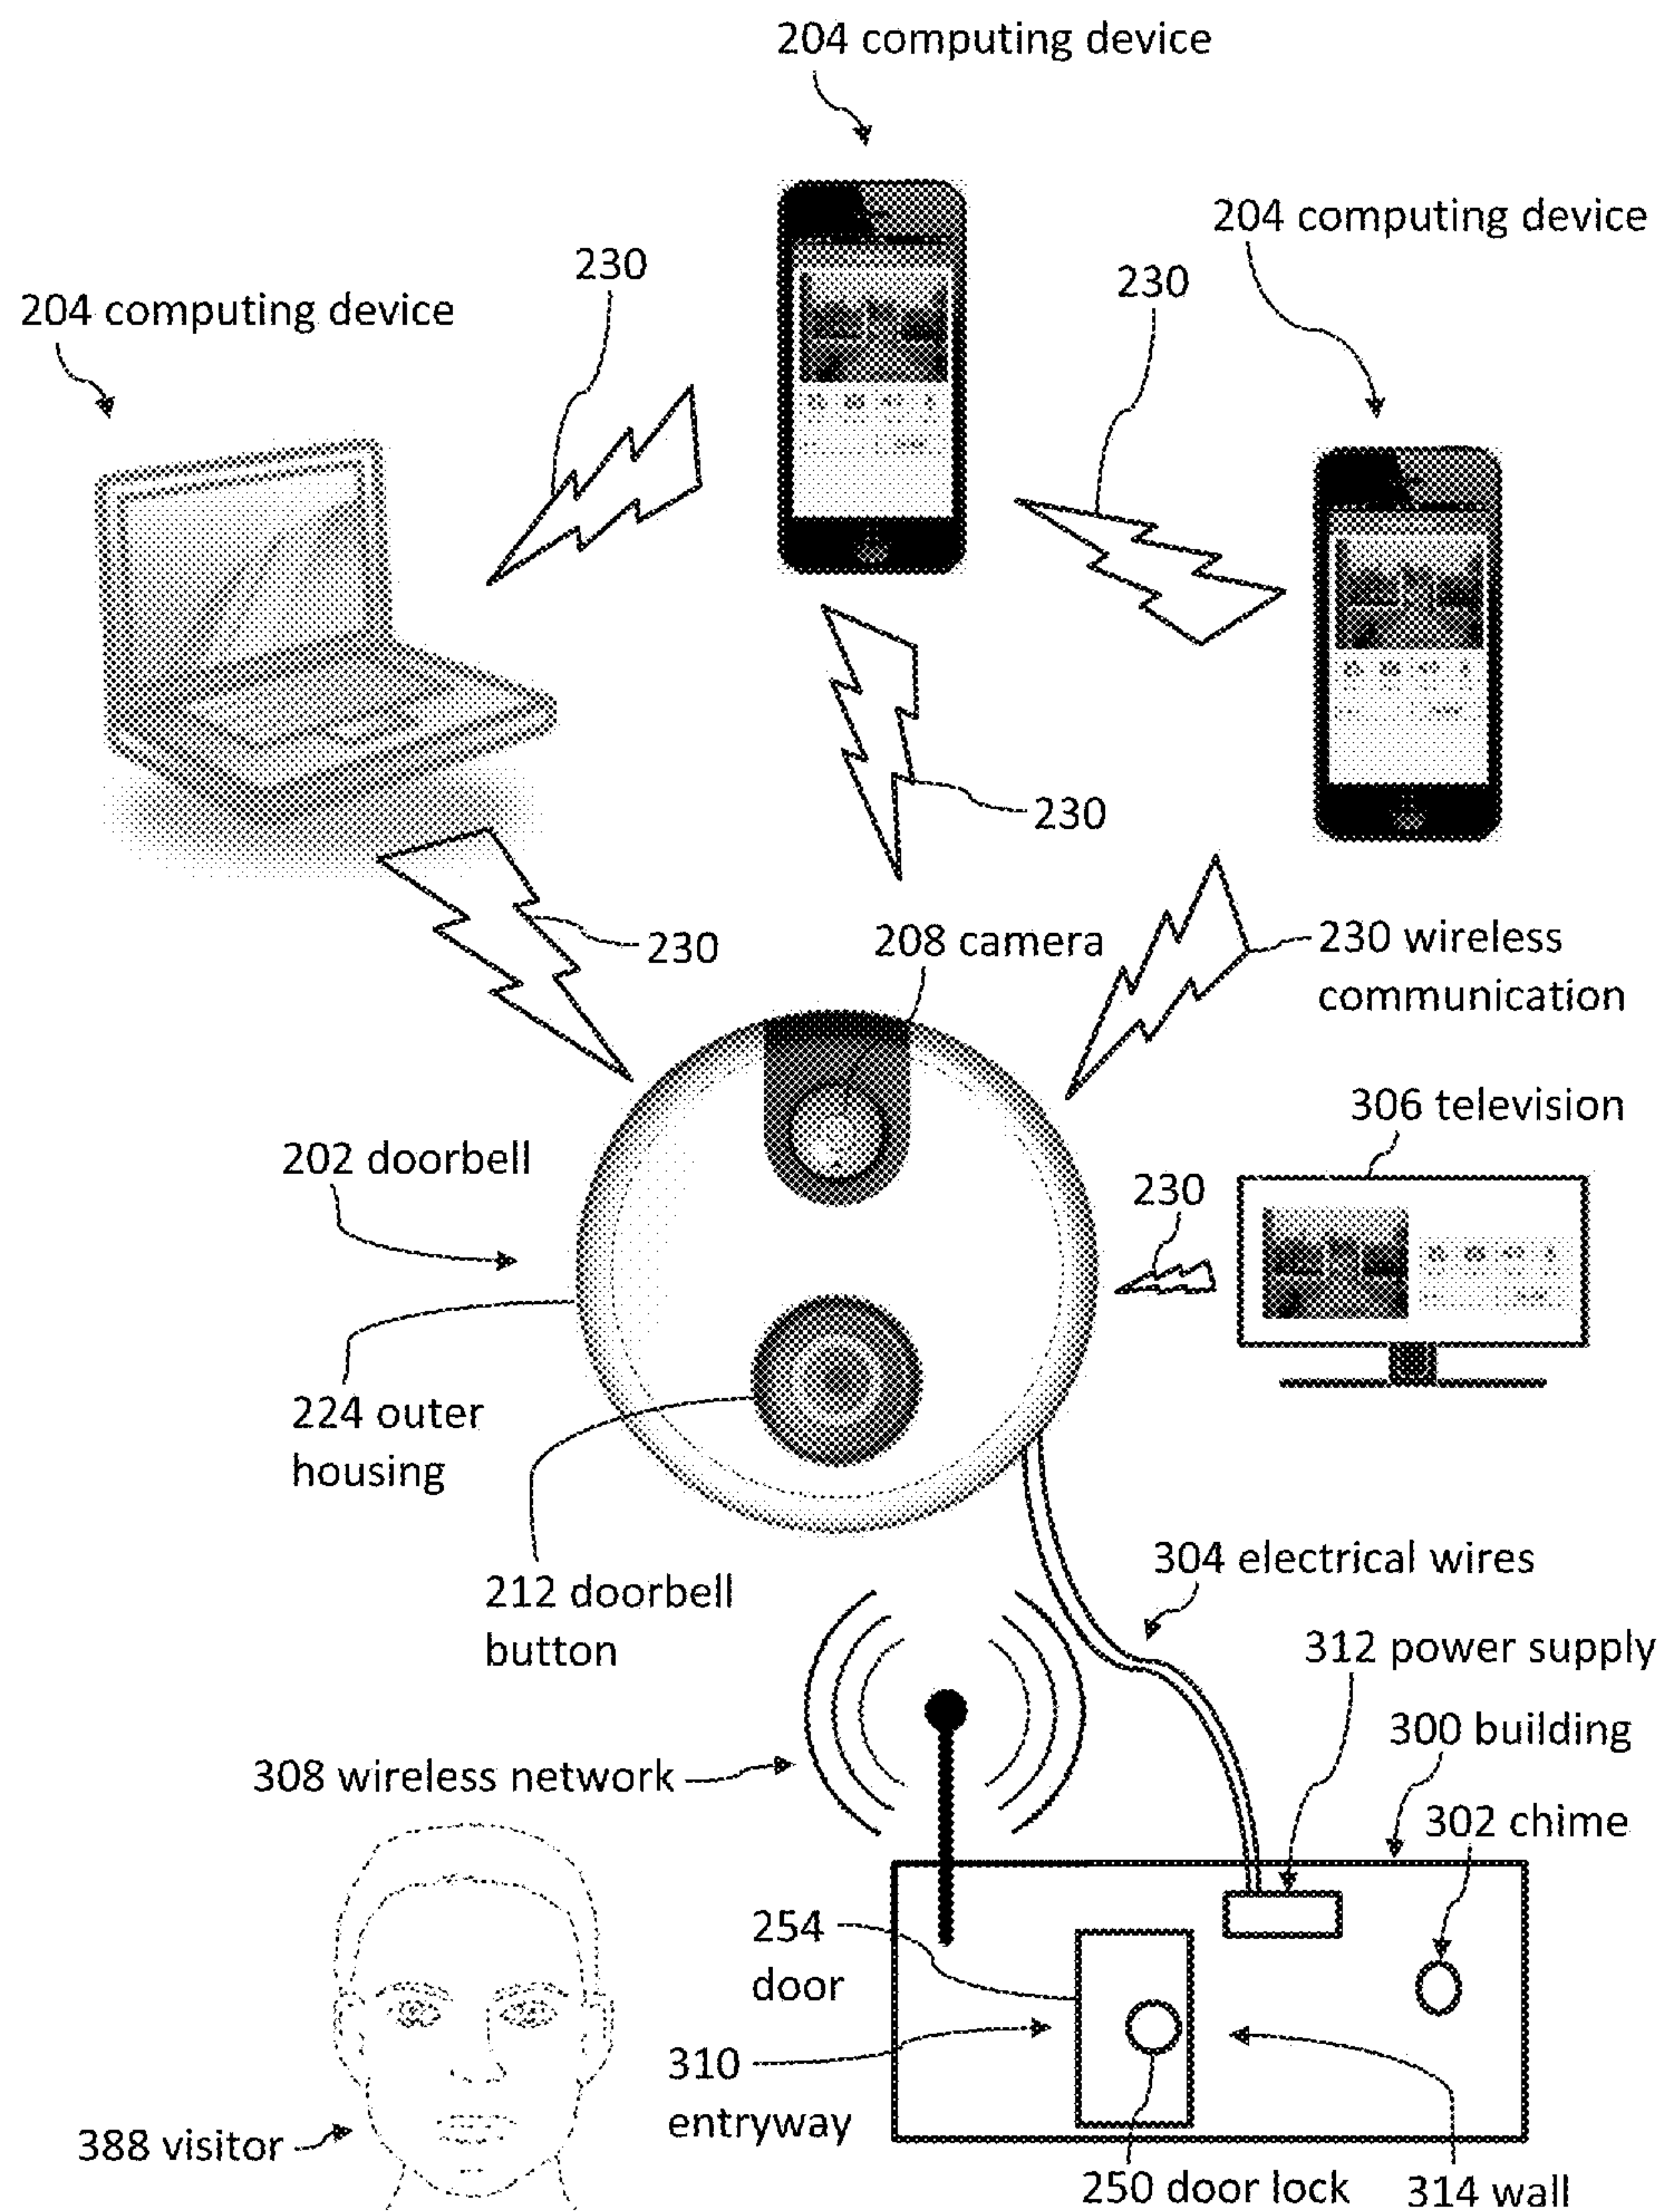 204 computing device
204 computing device
230
230
204 computing device
230
230
208 camera
230 wireless
communication
306 television
202 doorbell
230
224 outer
housing
304 electrical wires
212 doorbell
button
312 power supply
300 building
308 wireless network
302 chime
254
door
310
entryway
388 visitor
250 door lock
314 wall